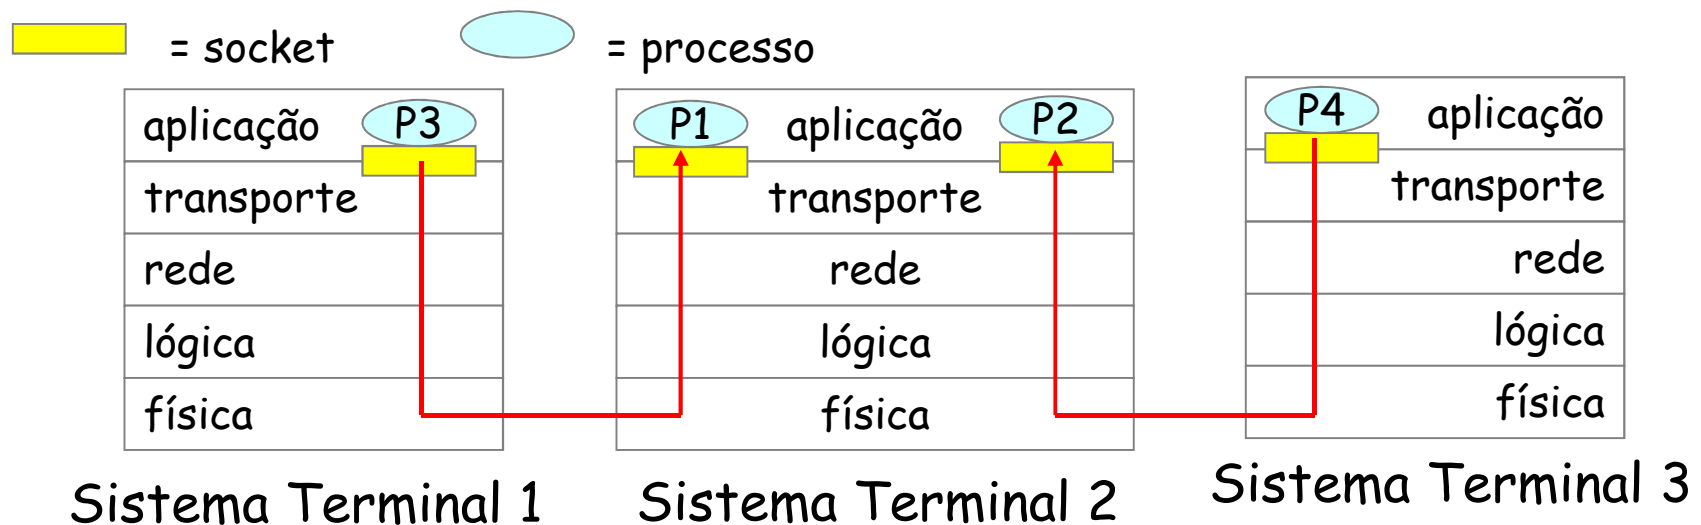 = socket
= processo
aplicação P3
transporte
rede
lógica
física
Sistema Terminal 1
P1 aplicação P2
transporte
rede
lógica
física
Sistema Terminal 2
P4 aplicação
transporte
rede
lógica
física
Sistema Terminal 3